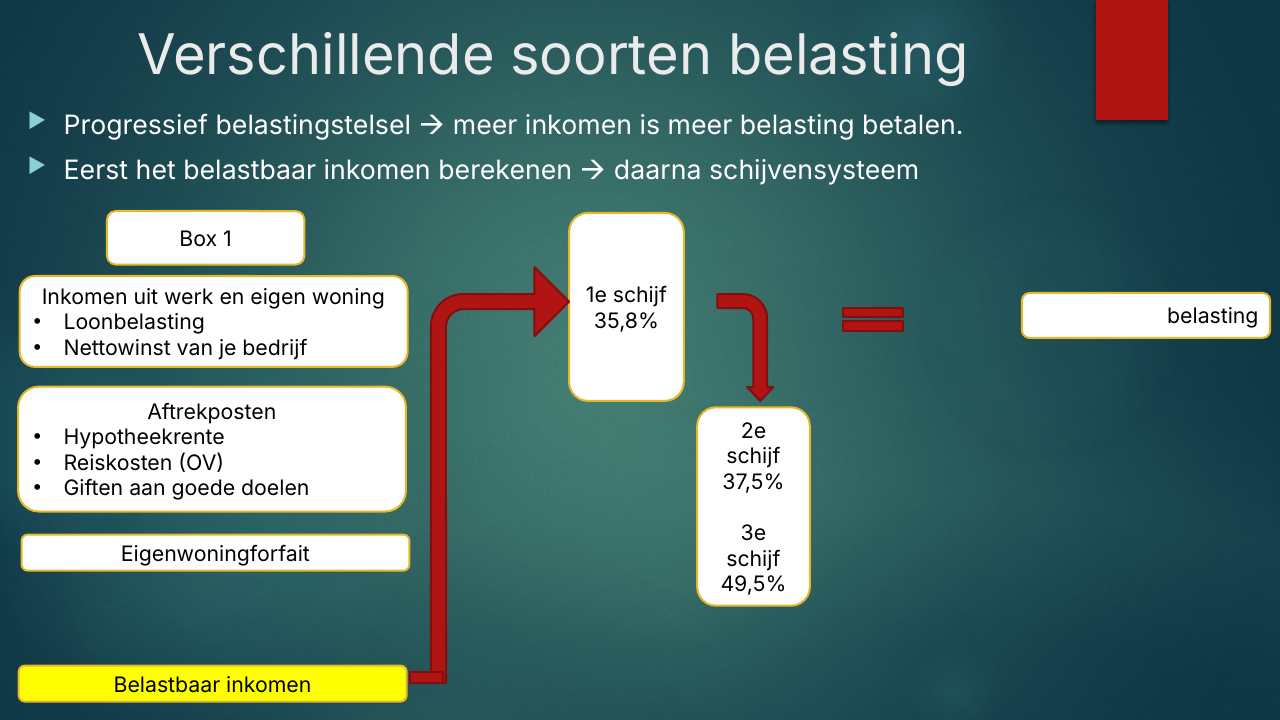 Verschillende soorten belasting
Progressief belastingstelsel → meer inkomen is meer belasting betalen.
Eerst het belastbaar inkomen berekenen → daarna schijvensysteem
Box 1
Inkomen uit werk en eigen woning
• Loonbelasting
• Nettowinst van je bedrijf
Aftrekposten
• Hypotheekrente
• Reiskosten (OV)
• Giften aan goede doelen
Eigenwoningforfait
Belastbaar inkomen
1e schijf
35,8%
2e
schijf
37,5%
3e
schijf
49,5%
belasting